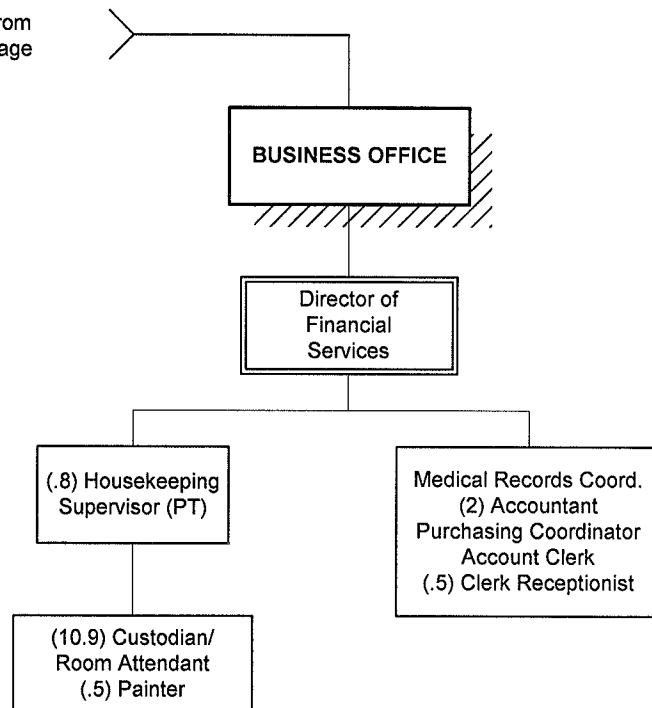 age
BUSINESS OFFICE
Director of
Financial
Services
(.8) Housekeeping
Supervisor (PT)
Medical Records Coord.
(2) Accountant
Purchasing Coordinator
Account Clerk
(.5) Clerk Receptionist
(10.9) Custodian/
Room Attendant
(.5) Painter